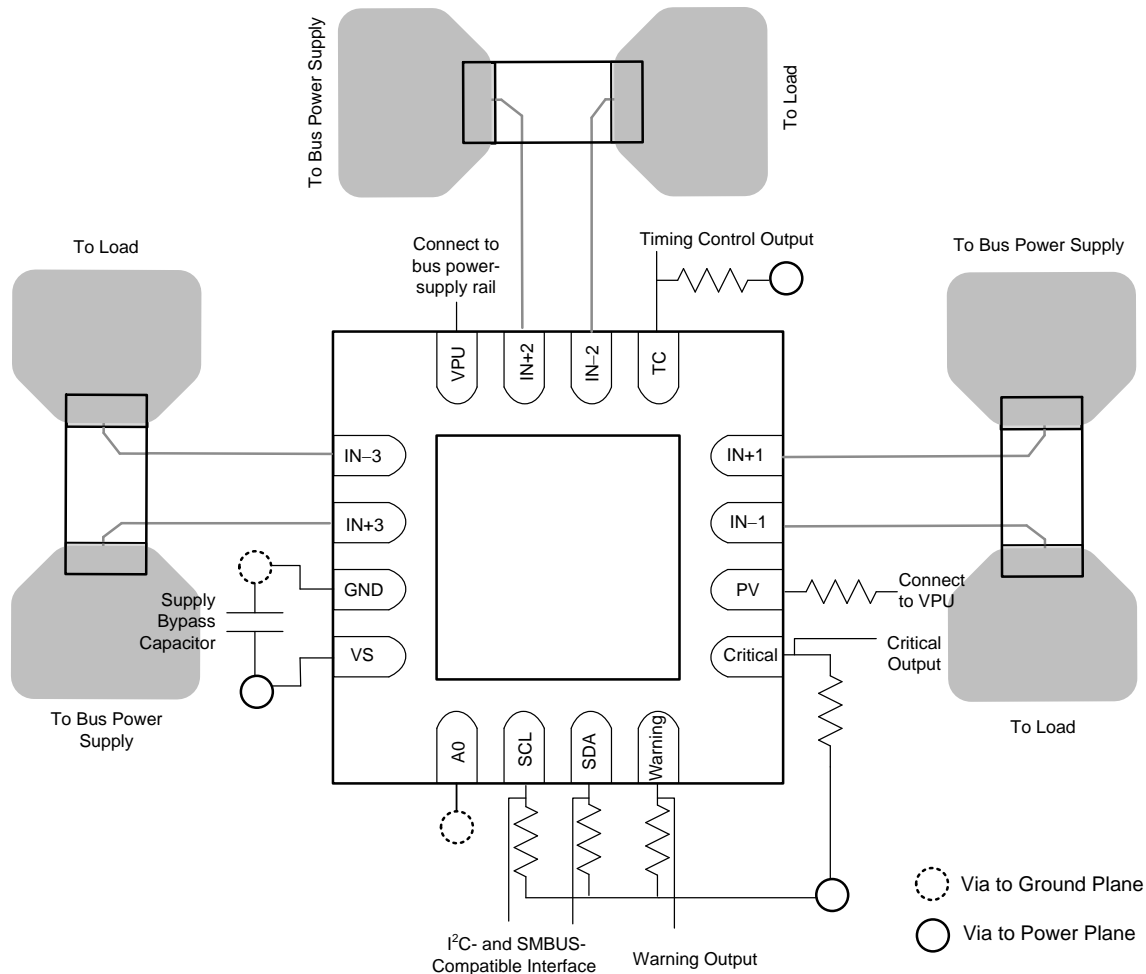 To Bus Power Supply
To Load
To Load
Connect to
bus power-
supply rail
Timing Control Output
To Bus Power Supply
VPU
IN+2
IN–2
TC
IN–3
IN+3
GND
VS
IN+1
IN–1
PV
Critical
Supply
Bypass
Capacitor
Connect
to VPU
Critical
Output
To Bus Power
Supply
To Load
A0
SCL
SDA
Warning
I²C- and SMBUS-
Compatible Interface
Warning Output
Via to Ground Plane
Via to Power Plane